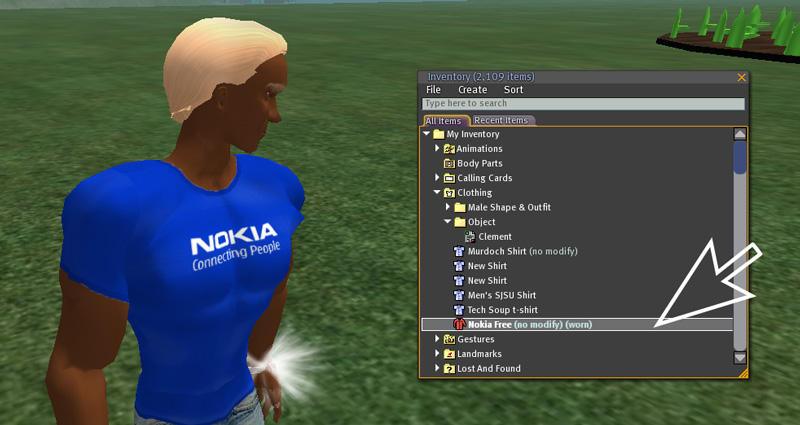 NOKIA
Connecting People
Inventory (2,109 items)
File Create Sort
Type here to search
All Items Recent Items
My Inventory
Animations
Body Parts
Calling Cards
Clothing
Male Shape & Outfit
Object
Clement
Murdoch Shirt (no modify)
New Shirt
New Shirt
Men's SJSU Shirt
Tech Soup t-shirt
Nokia Free (no modify) (worn)
Gestures
Landmarks
Lost And Found